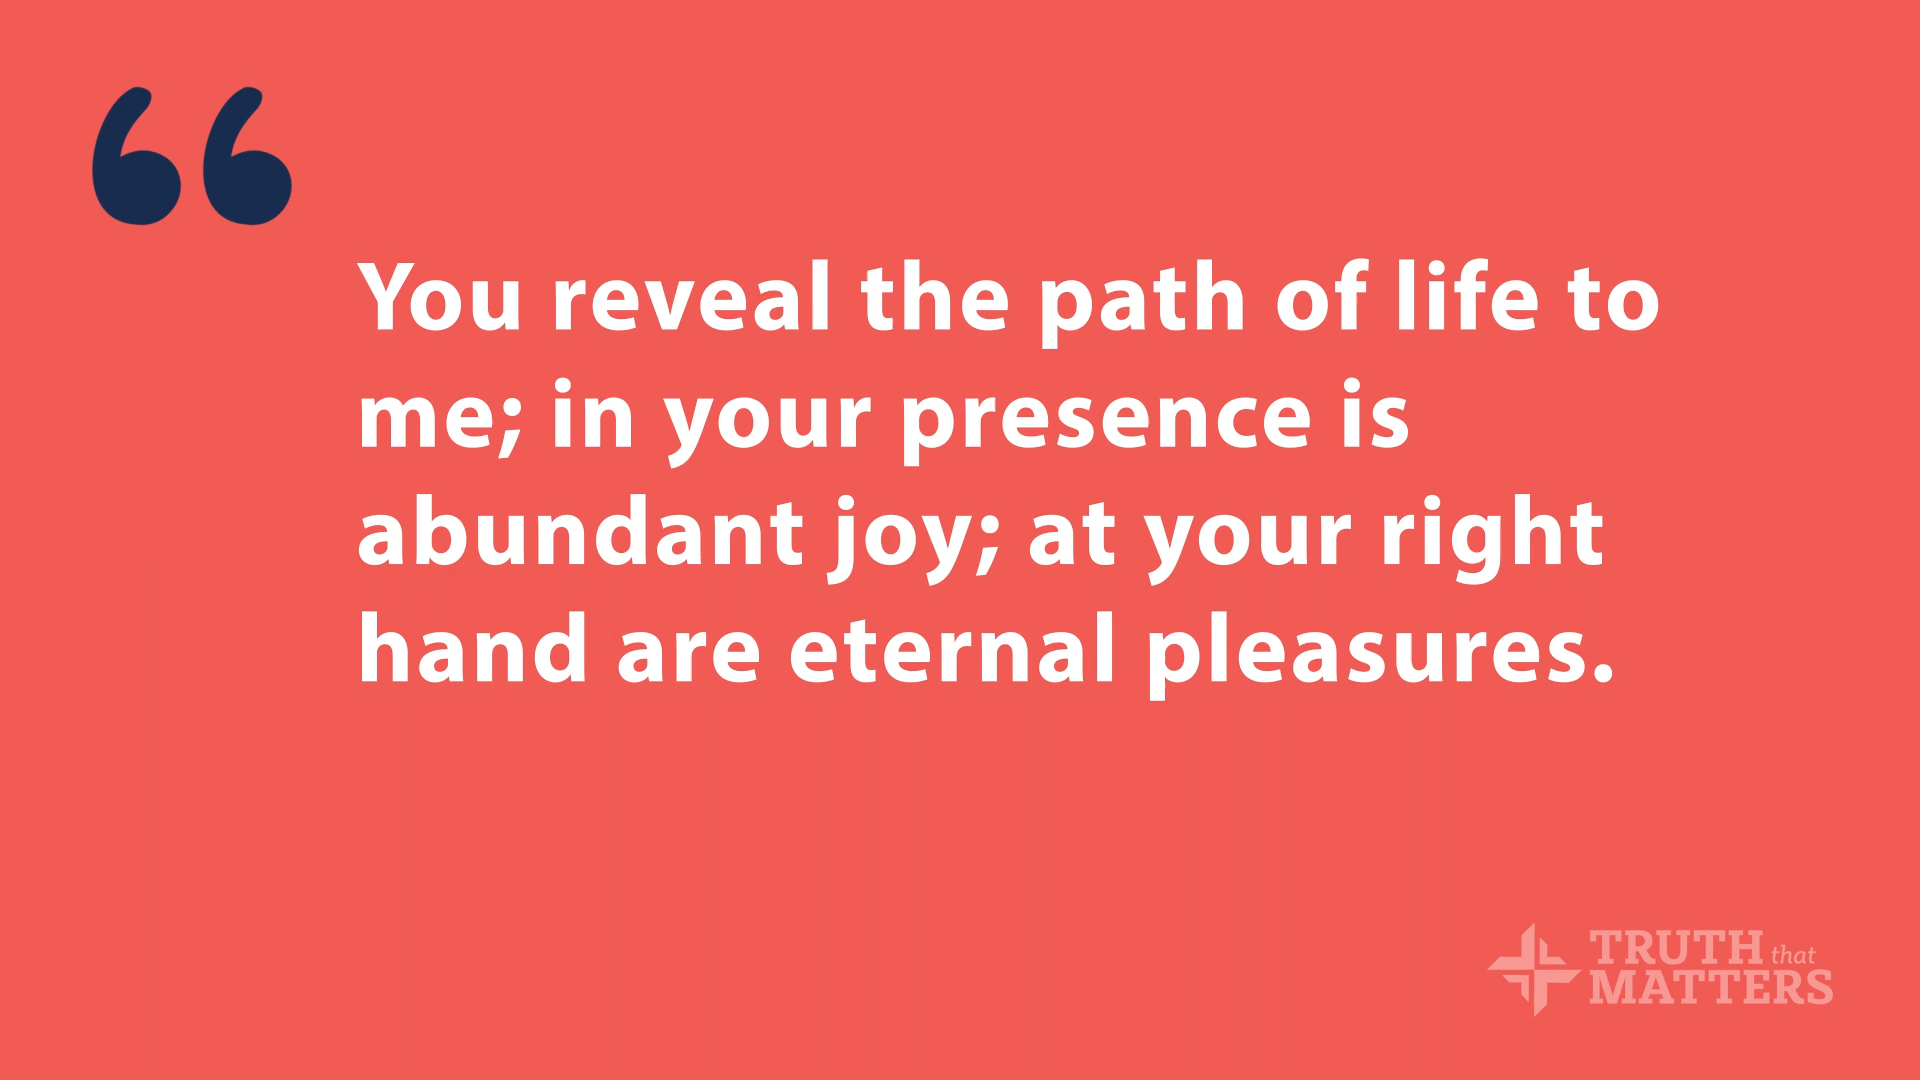 “
You reveal the path of life to
me; in your presence is
abundant joy; at your right
hand are eternal pleasures.
TRUTH that
MATTERS